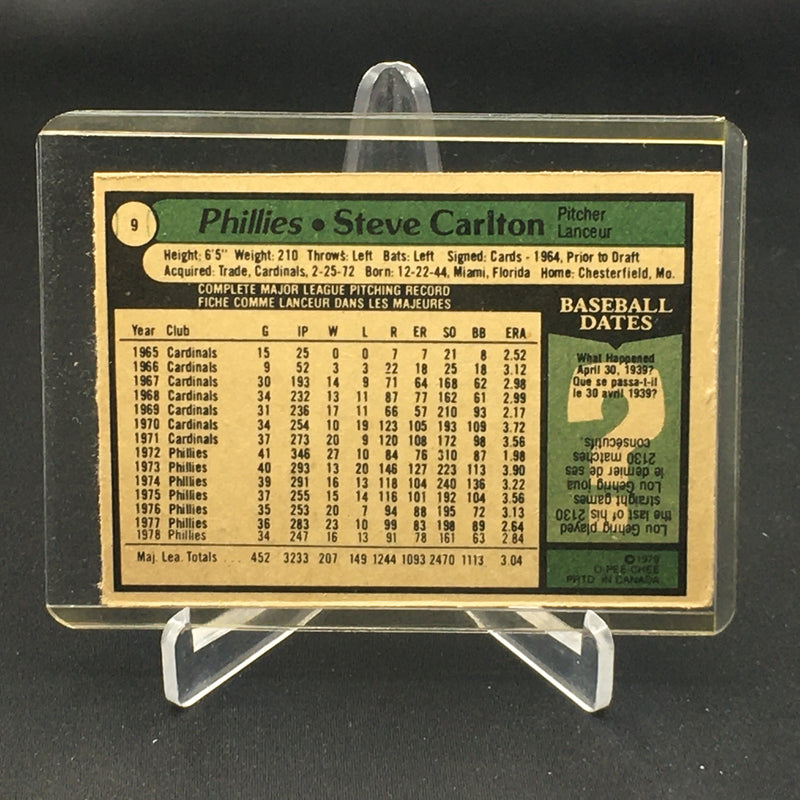 9
Phillies • Steve Carlton Pitcher
Lanceur
Height: 6'5" Weight: 210 Throws: Left Bats: Left Signed: Cards - 1964, Prior to Draft
Acquired: Trade, Cardinals, 2-25-72 Born: 12-22-44, Miami, Florida Home: Chesterfield, Mo.
COMPLETE MAJOR LEAGUE PITCHING RECORD
FICHE COMME LANCEUR DANS LES MAJEURES
Year Club G IP W L R ER SO BB ERA
1965 Cardinals 15 25 0 0 7 7 21 8 2.52
1966 Cardinals 9 52 3 3 22 18 25 18 3.12
1967 Cardinals 30 193 14 9 71 64 168 62 2.98
1968 Cardinals 34 232 13 11 87 77 162 61 2.99
1969 Cardinals 31 236 17 11 66 57 210 93 2.17
1970 Cardinals 34 254 10 19 123 105 193 109 3.72
1971 Cardinals 37 273 20 9 120 108 172 98 3.56
1972 Phillies 41 346 27 10 84 76 310 87 1.98
1973 Phillies 40 293 13 20 146 127 223 113 3.90
1974 Phillies 39 291 16 13 118 104 240 136 3.22
1975 Phillies 37 255 15 14 116 101 192 104 3.56
1976 Phillies 35 253 20 7 94 88 195 72 3.13
1977 Phillies 36 283 23 10 99 83 198 89 2.64
1978 Phillies 34 247 16 13 91 78 161 63 2.84
Maj. Lea. Totals .. 452 3233 207 149 1244 1093 2470 1113 3.04
BASEBALL
DATES
What Happened
April 30, 1939?
Que se passa-t-il
le 30 avril 1939?
Lou Gehrig played
the last of his 2130
straight games
Lou Gehrig joua
le dernier de ses
2130 matches
consécutifs.
© 1979
O-PEE-CHEE
PRTD. IN CANADA